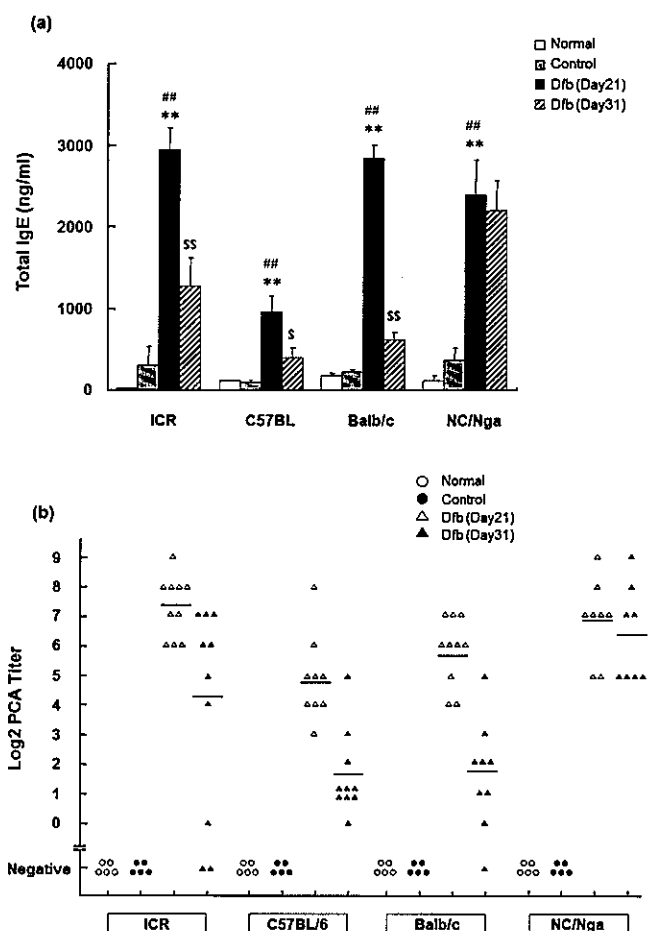 (a)
Normal
Control
Dfb (Day21)
Dfb (Day31)
Total IgE (ng/ml)
4000
3000
2000
1000
0
##
**
$$
##
**
$
##
**
$$
##
**
ICR C57BL Balb/c NC/Nga
(b)
Normal
Control
Dfb (Day21)
Dfb (Day31)
Log2 PCA Titer
9
8
7
6
5
4
3
2
1
0
Negative
ICR C57BL/6 Balb/c NC/Nga